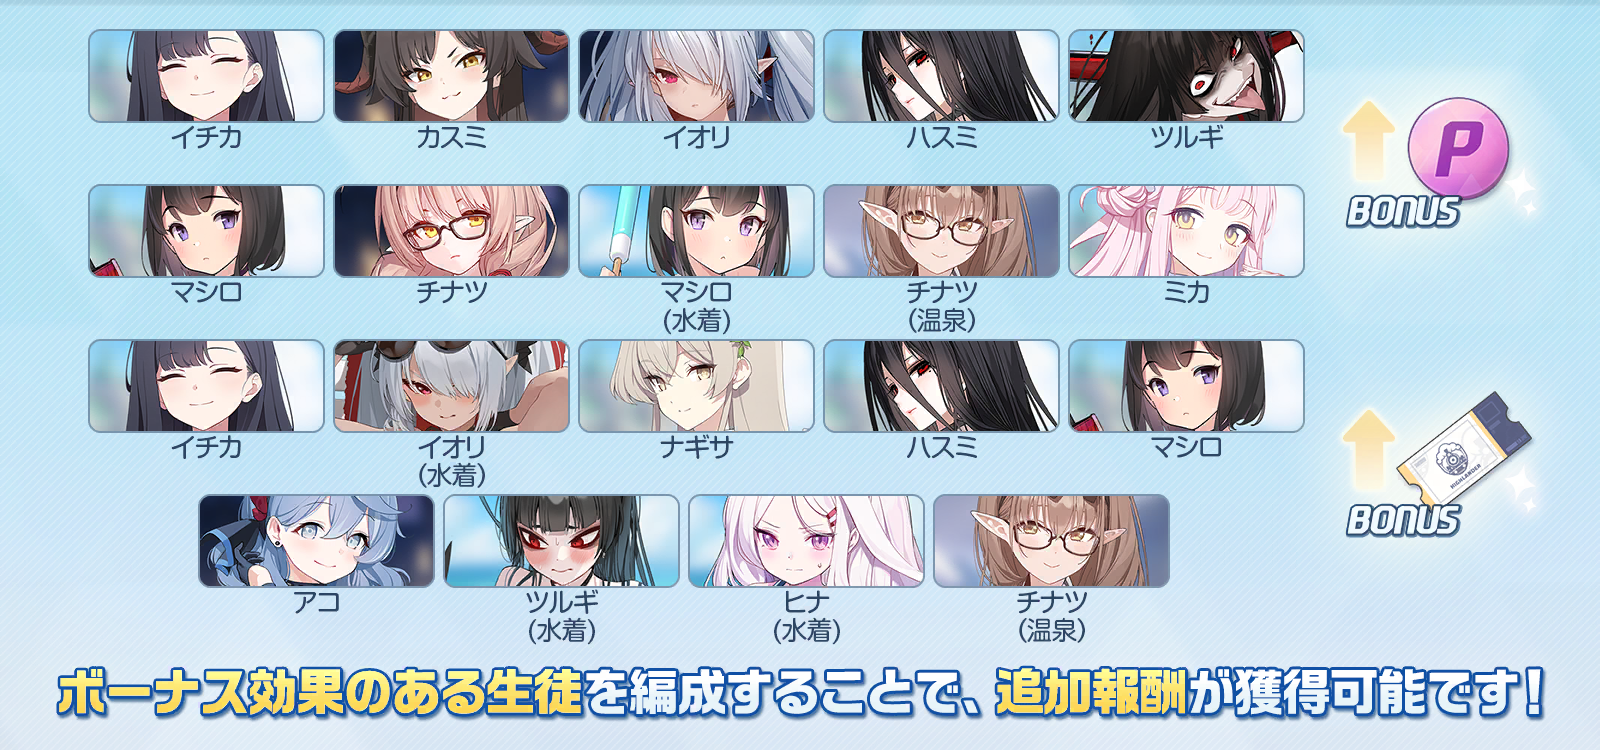 イチカ カスミ イオリ ハスミ ツルギ
P
BONUS
マシロ チナツ マシロ チナツ ミカ
(水着) (温泉)
イチカ イオリ ナギサ ハスミ マシロ
(水着)
HIGHLANDER
BONUS
アコ ツルギ ヒナ チナツ
(水着) (水着) (温泉)
ボーナス効果のある生徒を編成することで、追加報酬が獲得可能です!